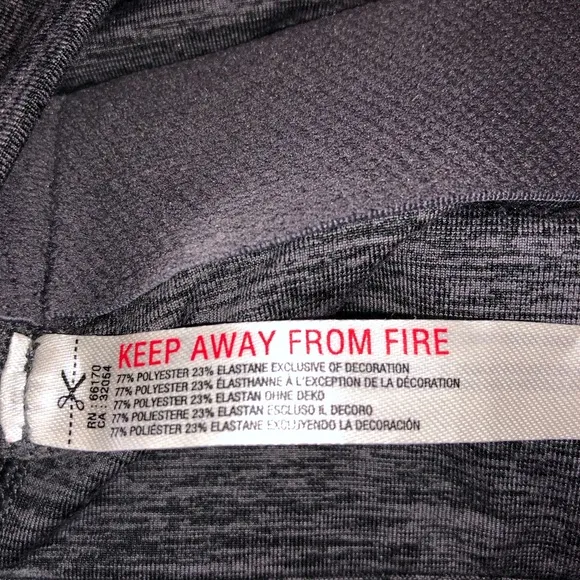 KEEP AWAY FROM FIRE
77% POLYESTER 23% ELASTANE EXCLUSIVE OF DECORATION
77% POLYESTER 23% ÉLASTHANNE À L'EXCEPTION DE LA DÉCORATION
77% POLYESTER 23% ELASTAN OHNE DEKO
77% POLIESTERE 23% ELASTAN ESCLUSO IL DECORO
77% POLIÉSTER 23% ELASTANE EXCLUYENDO LA DECORACIÓN
RN : 66170
CA : 32054